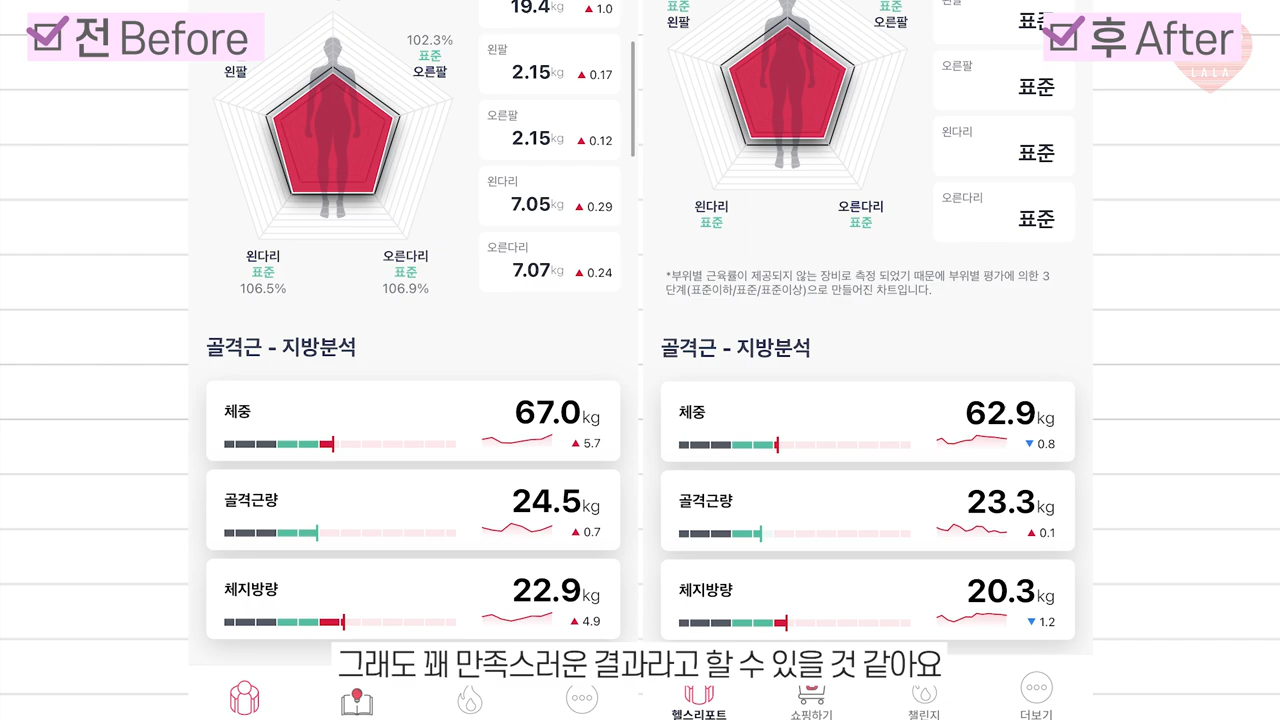 전 Before
후 After
LALA
102.3%
표준
오른팔
왼팔
왼다리
표준
106.5%
오른다리
표준
106.9%
19.4kg ▲ 1.0
왼팔
2.15kg ▲ 0.17
오른팔
2.15kg ▲ 0.12
왼다리
7.05kg ▲ 0.29
오른다리
7.07kg ▲ 0.24
골격근 - 지방분석
체중
67.0kg
▲ 5.7
골격근량
24.5kg
▲ 0.7
체지방량
22.9kg
▲ 4.9
표준
왼팔
표준
오른팔
왼다리
표준
오른다리
표준
왼팔
표준
오른팔
표준
왼다리
표준
오른다리
표준
*부위별 근육률이 제공되지 않는 장비로 측정 되었기 때문에 부위별 평가에 의한 3
단계(표준이하/표준/표준이상)으로 만들어진 차트입니다.
골격근 - 지방분석
체중
62.9kg
▼ 0.8
골격근량
23.3kg
▲ 0.1
체지방량
20.3kg
▼ 1.2
그래도 꽤 만족스러운 결과라고 할 수 있을 것 같아요
헬스리포트
쇼핑하기
챌린지
더보기